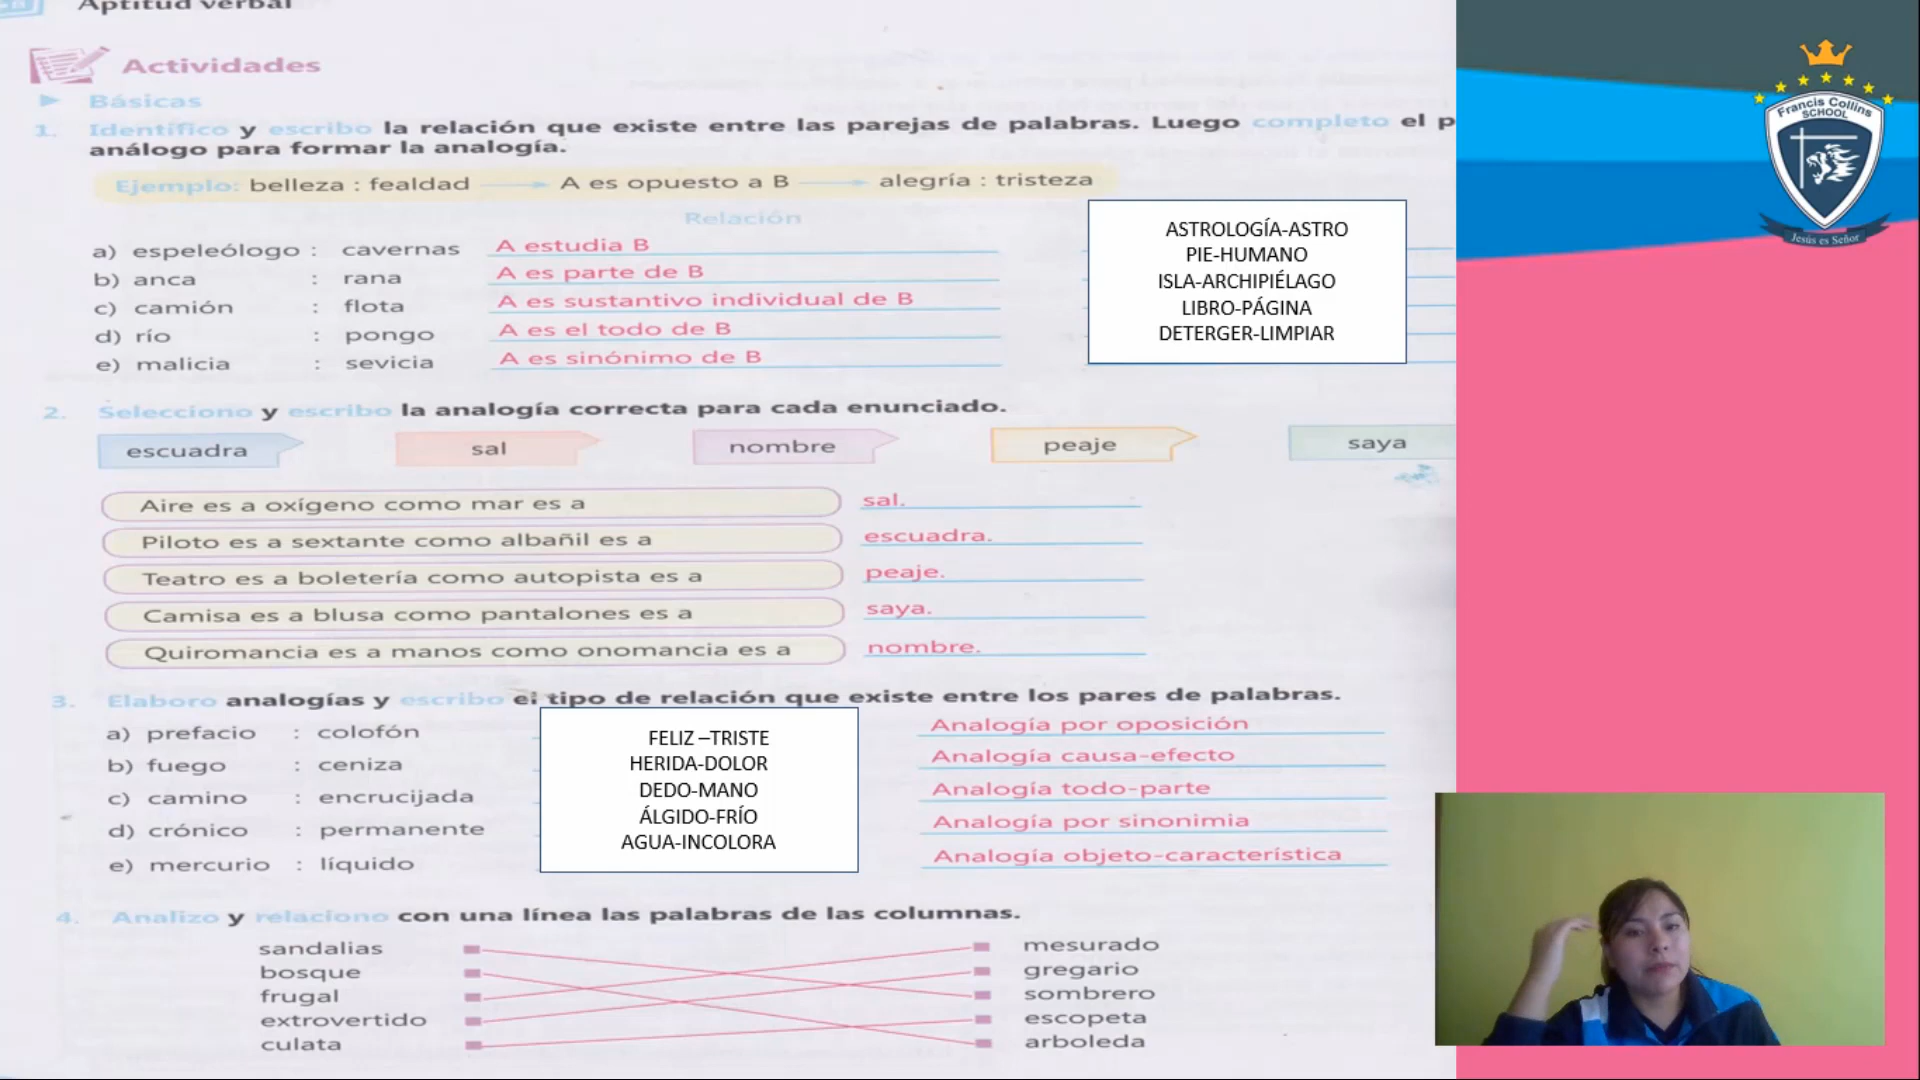 Aptitud verbal
Actividades
Básicas
1. Identifico y escribo la relación que existe entre las parejas de palabras. Luego completo el p
análogo para formar la analogía.
Ejemplo: belleza : fealdad A es opuesto a B alegría : tristeza
Relación
a) espeleólogo : cavernas A estudia B
b) anca : rana A es parte de B
c) camión : flota A es sustantivo individual de B
d) río : pongo A es el todo de B
e) malicia : sevicia A es sinónimo de B
ASTROLOGÍA-ASTRO
PIE-HUMANO
ISLA-ARCHIPIÉLAGO
LIBRO-PÁGINA
DETERGER-LIMPIAR
2. Selecciono y escribo la analogía correcta para cada enunciado.
escuadra sal nombre peaje saya
Aire es a oxígeno como mar es a sal.
Piloto es a sextante como albañil es a escuadra.
Teatro es a boletería como autopista es a peaje.
Camisa es a blusa como pantalones es a saya.
Quiromancia es a manos como onomancia es a nombre.
3. Elaboro analogías y escribo el tipo de relación que existe entre los pares de palabras.
a) prefacio : colofón Analogía por oposición
b) fuego : ceniza Analogía causa-efecto
c) camino : encrucijada Analogía todo-parte
d) crónico : permanente Analogía por sinonimia
e) mercurio : líquido Analogía objeto-característica
FELIZ –TRISTE
HERIDA-DOLOR
DEDO-MANO
ÁLGIDO-FRÍO
AGUA-INCOLORA
4. Analizo y relaciono con una línea las palabras de las columnas.
sandalias mesurado
bosque gregario
frugal sombrero
extrovertido escopeta
culata arboleda
Francis Collins
SCHOOL
Jesús es Señor